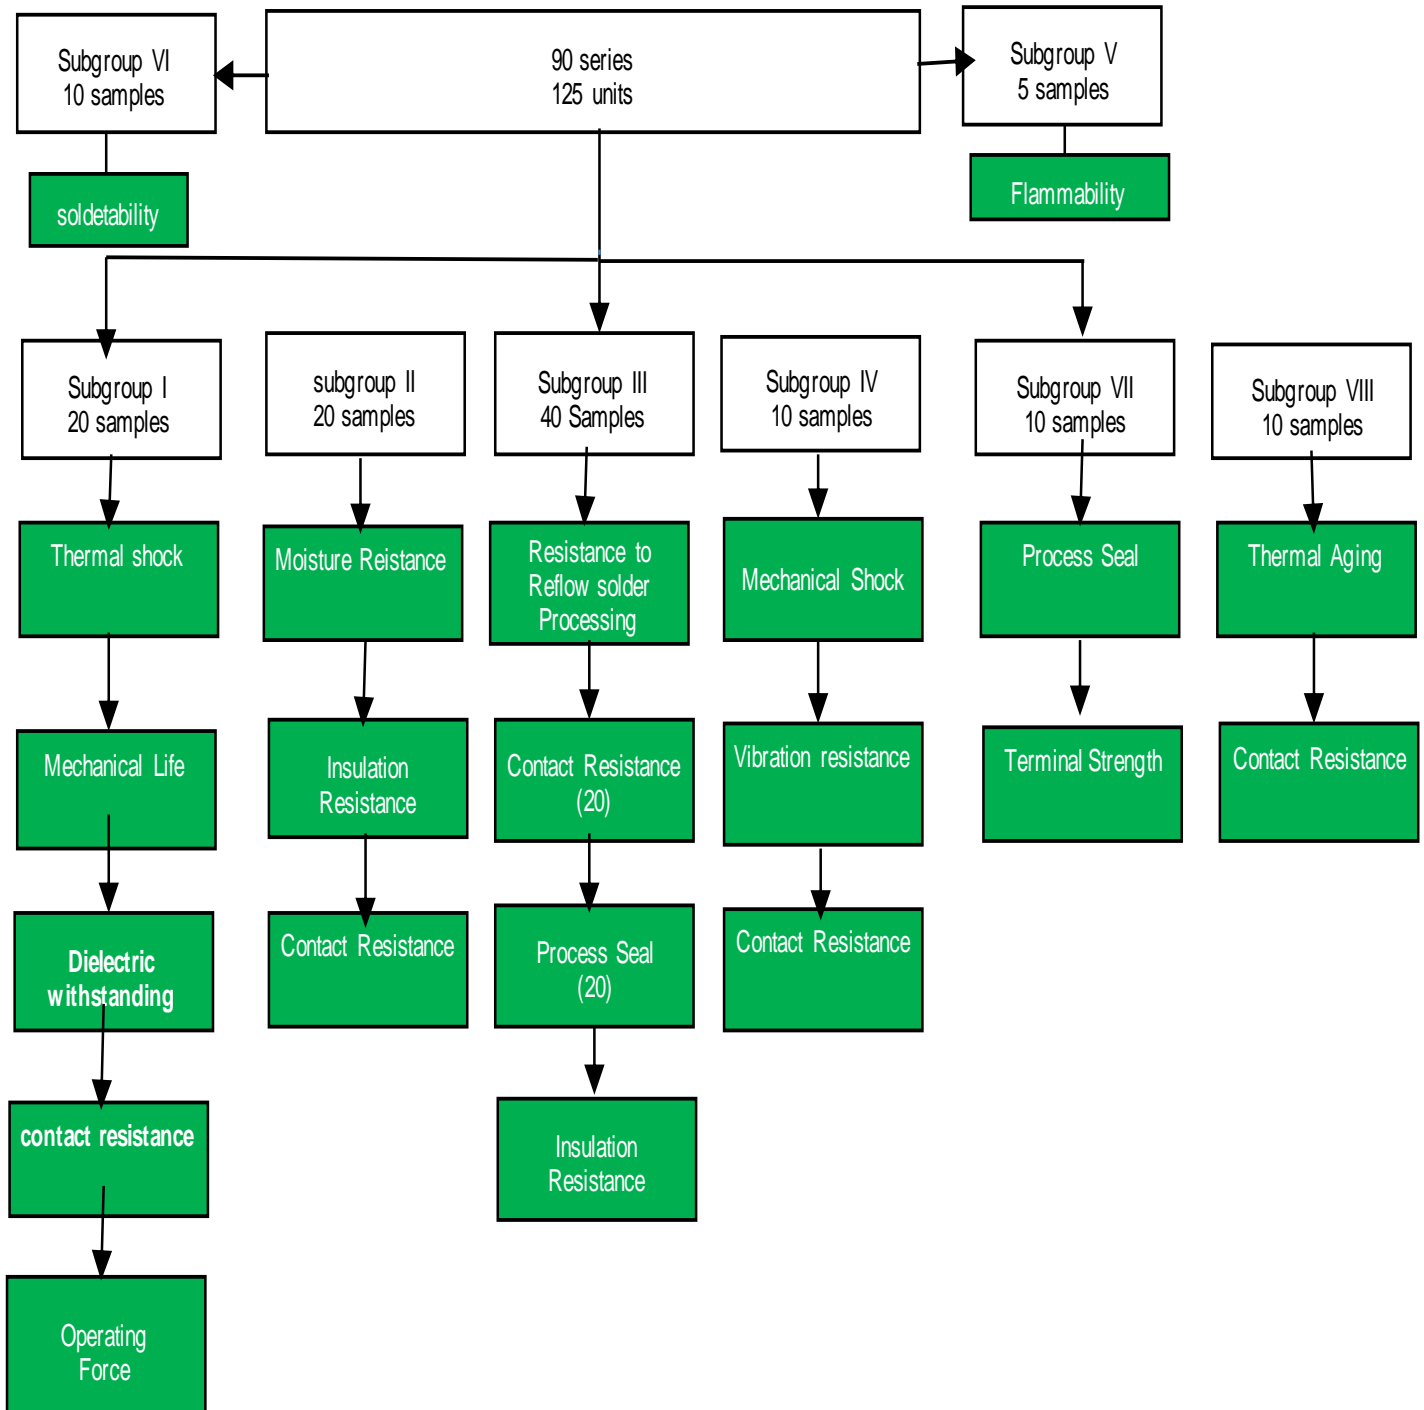 Subgroup VI
10 samples
90 series
125 units
Subgroup V
5 samples
soldetability
Flammability
Subgroup I
20 samples
subgroup II
20 samples
Subgroup III
40 Samples
Subgroup IV
10 samples
Subgroup VII
10 samples
Subgroup VIII
10 samples
Thermal shock
Moisture Reistance
Resistance to
Reflow solder
Processing
Mechanical Shock
Process Seal
Thermal Aging
Mechanical Life
Insulation
Resistance
Contact Resistance
(20)
Vibration resistance
Terminal Strength
Contact Resistance
Dielectric
withstanding
Contact Resistance
Process Seal
(20)
Contact Resistance
contact resistance
Insulation
Resistance
Operating
Force